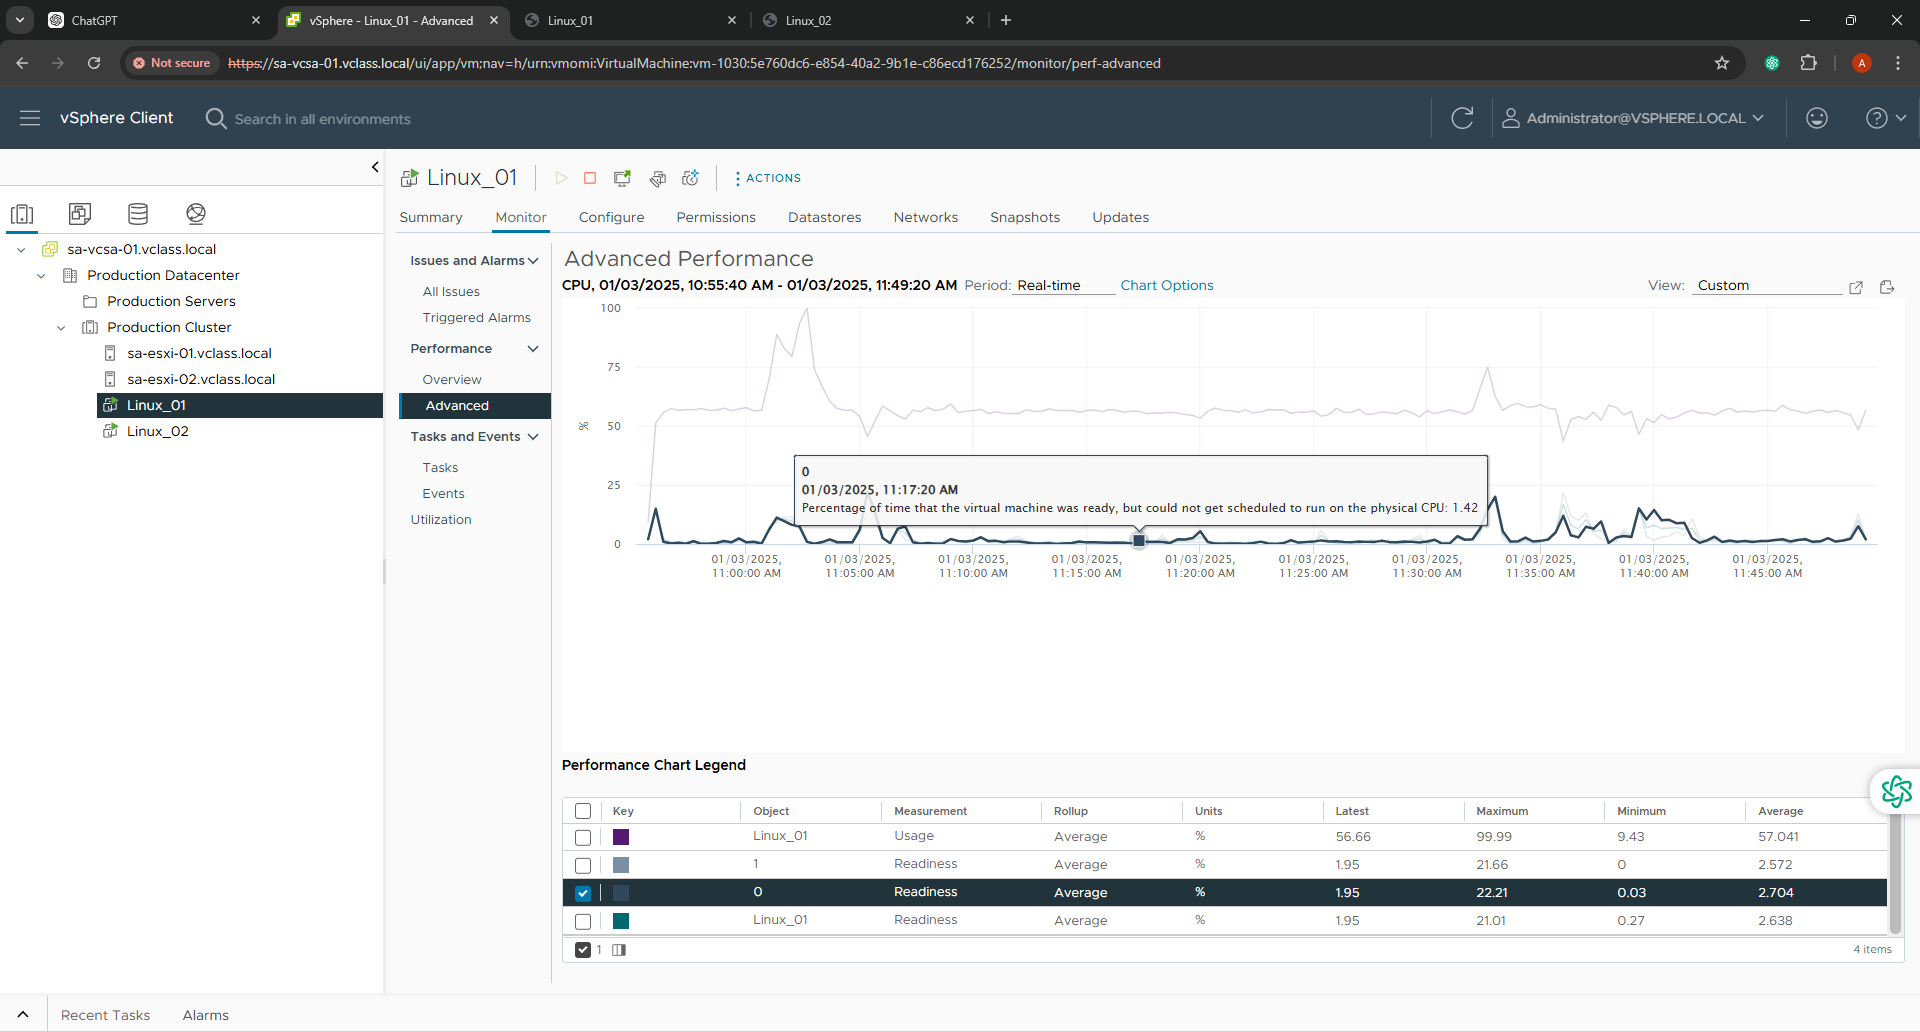 ChatGPT
vSphere - Linux_01 - Advanced
Linux_01
Linux_02
Not secure
https://sa-vcsa-01.vclass.local/ui/app/vm;nav=h/urn:vmomi:VirtualMachine:vm-1030:5e760dc6-e854-40a2-9b1e-c86ecd176252/monitor/perf-advanced
A
vSphere Client
Search in all environments
Administrator@VSPHERE.LOCAL
sa-vcsa-01.vclass.local
Production Datacenter
Production Servers
Production Cluster
sa-esxi-01.vclass.local
sa-esxi-02.vclass.local
Linux_01
Linux_02
Linux_01
ACTIONS
Summary
Monitor
Configure
Permissions
Datastores
Networks
Snapshots
Updates
Issues and Alarms
All Issues
Triggered Alarms
Performance
Overview
Advanced
Tasks and Events
Tasks
Events
Utilization
Advanced Performance
CPU, 01/03/2025, 10:55:40 AM - 01/03/2025, 11:49:20 AM Period: Real-time Chart Options
View: Custom
100
75
50
25
0
%
0
01/03/2025, 11:17:20 AM
Percentage of time that the virtual machine was ready, but could not get scheduled to run on the physical CPU: 1.42
01/03/2025, 11:00:00 AM
01/03/2025, 11:05:00 AM
01/03/2025, 11:10:00 AM
01/03/2025, 11:15:00 AM
01/03/2025, 11:20:00 AM
01/03/2025, 11:25:00 AM
01/03/2025, 11:30:00 AM
01/03/2025, 11:35:00 AM
01/03/2025, 11:40:00 AM
01/03/2025, 11:45:00 AM
Performance Chart Legend
Key Object Measurement Rollup Units Latest Maximum Minimum Average
Linux_01 Usage Average % 56.66 99.99 9.43 57.041
1 Readiness Average % 1.95 21.66 0 2.572
0 Readiness Average % 1.95 22.21 0.03 2.704
Linux_01 Readiness Average % 1.95 21.01 0.27 2.638
1
4 items
Recent Tasks
Alarms